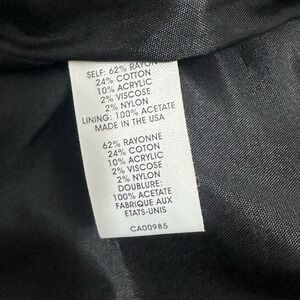 SELF: 62% RAYON
24% COTTON
10% ACRYLIC
2% VISCOSE
2% NYLON
LINING: 100% ACETATE
MADE IN THE USA
62% RAYONNE
24% COTON
10% ACRYLIC
2% VISCOSE
2% NYLON
DOUBLURE:
100% ACETATE
FABRIQUE AUX
ETATS-UNIS
CA00985